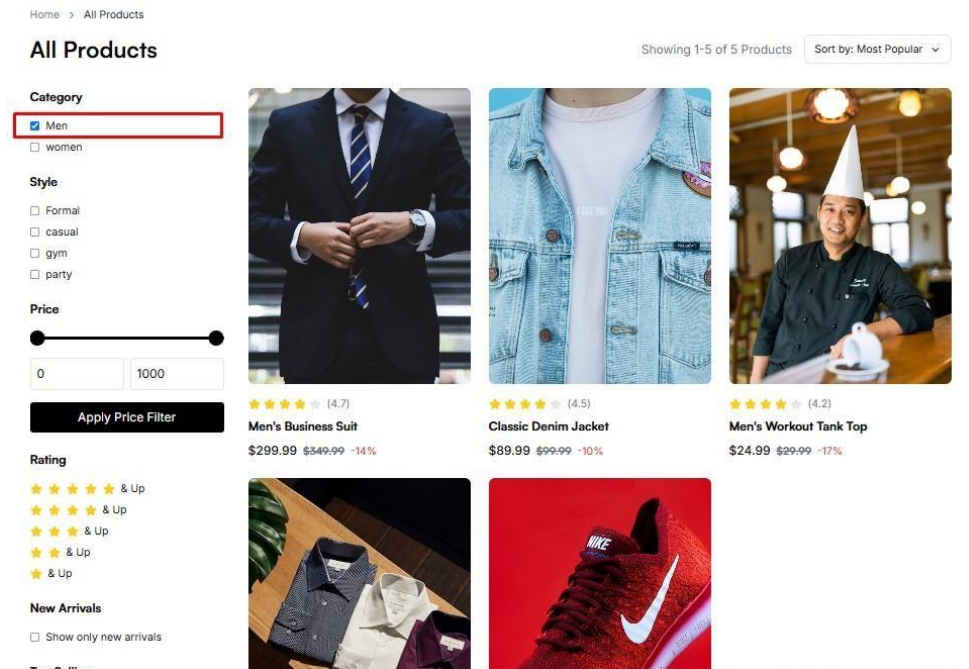 Home > All Products
All Products
Showing 1-5 of 5 Products
Sort by: Most Popular
Category
Men
women
Style
Formal
casual
gym
party
Price
0
1000
Apply Price Filter
Rating
& Up
& Up
& Up
& Up
& Up
New Arrivals
Show only new arrivals
(4.7)
Men's Business Suit
$299.99 $349.99 -14%
(4.5)
Classic Denim Jacket
$89.99 $99.99 -10%
(4.2)
Men's Workout Tank Top
$24.99 $29.99 -17%
NIKE